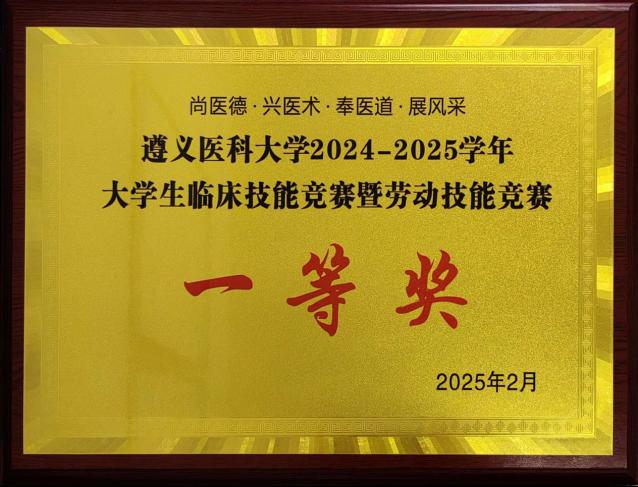 尚医德·兴医术·奉医道·展风采
遵义医科大学2024-2025学年
大学生临床技能竞赛暨劳动技能竞赛
一等奖
2025年2月